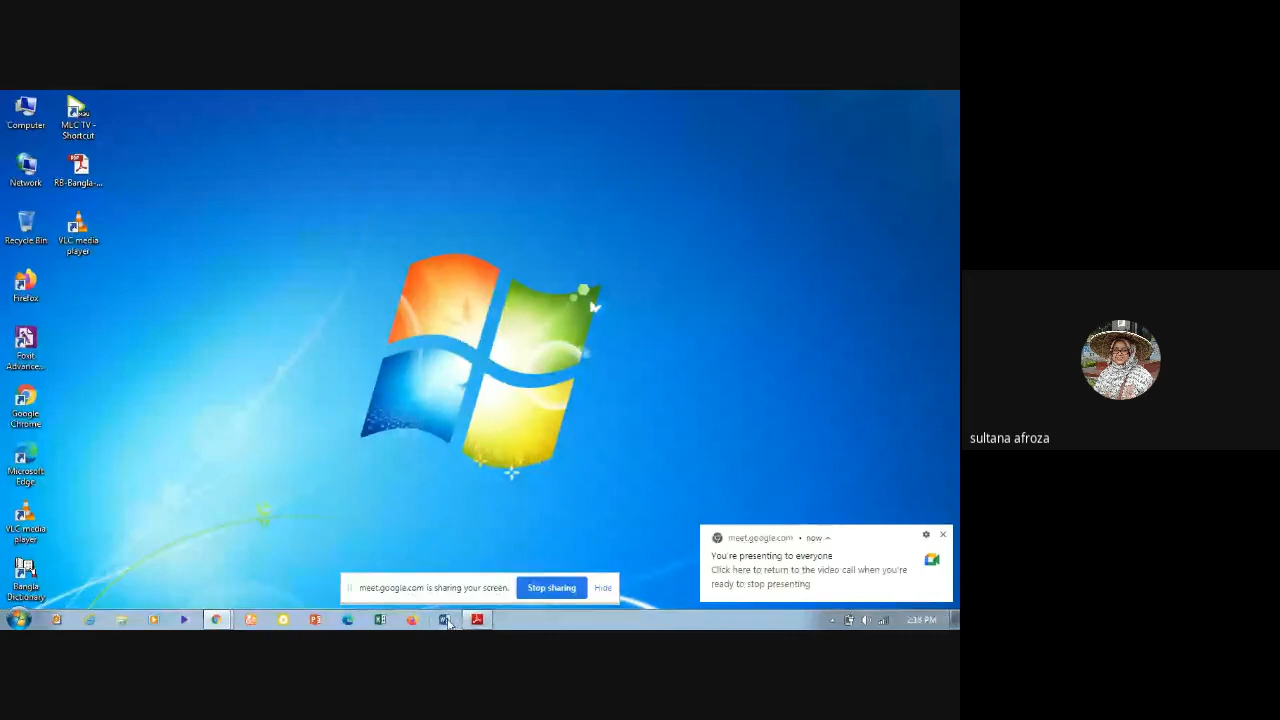 Computer
MLC TV -
Shortcut
Network
RB-Bangla-...
Recycle Bin
VLC media
player
Firefox
Foxit
Advance...
Google
Chrome
Microsoft
Edge
VLC media
player
Bangla
Dictionary
meet.google.com • now
You're presenting to everyone
Click here to return to the video call when you're
ready to stop presenting
meet.google.com is sharing your screen.
Stop sharing
Hide
2:18 PM
sultana afroza